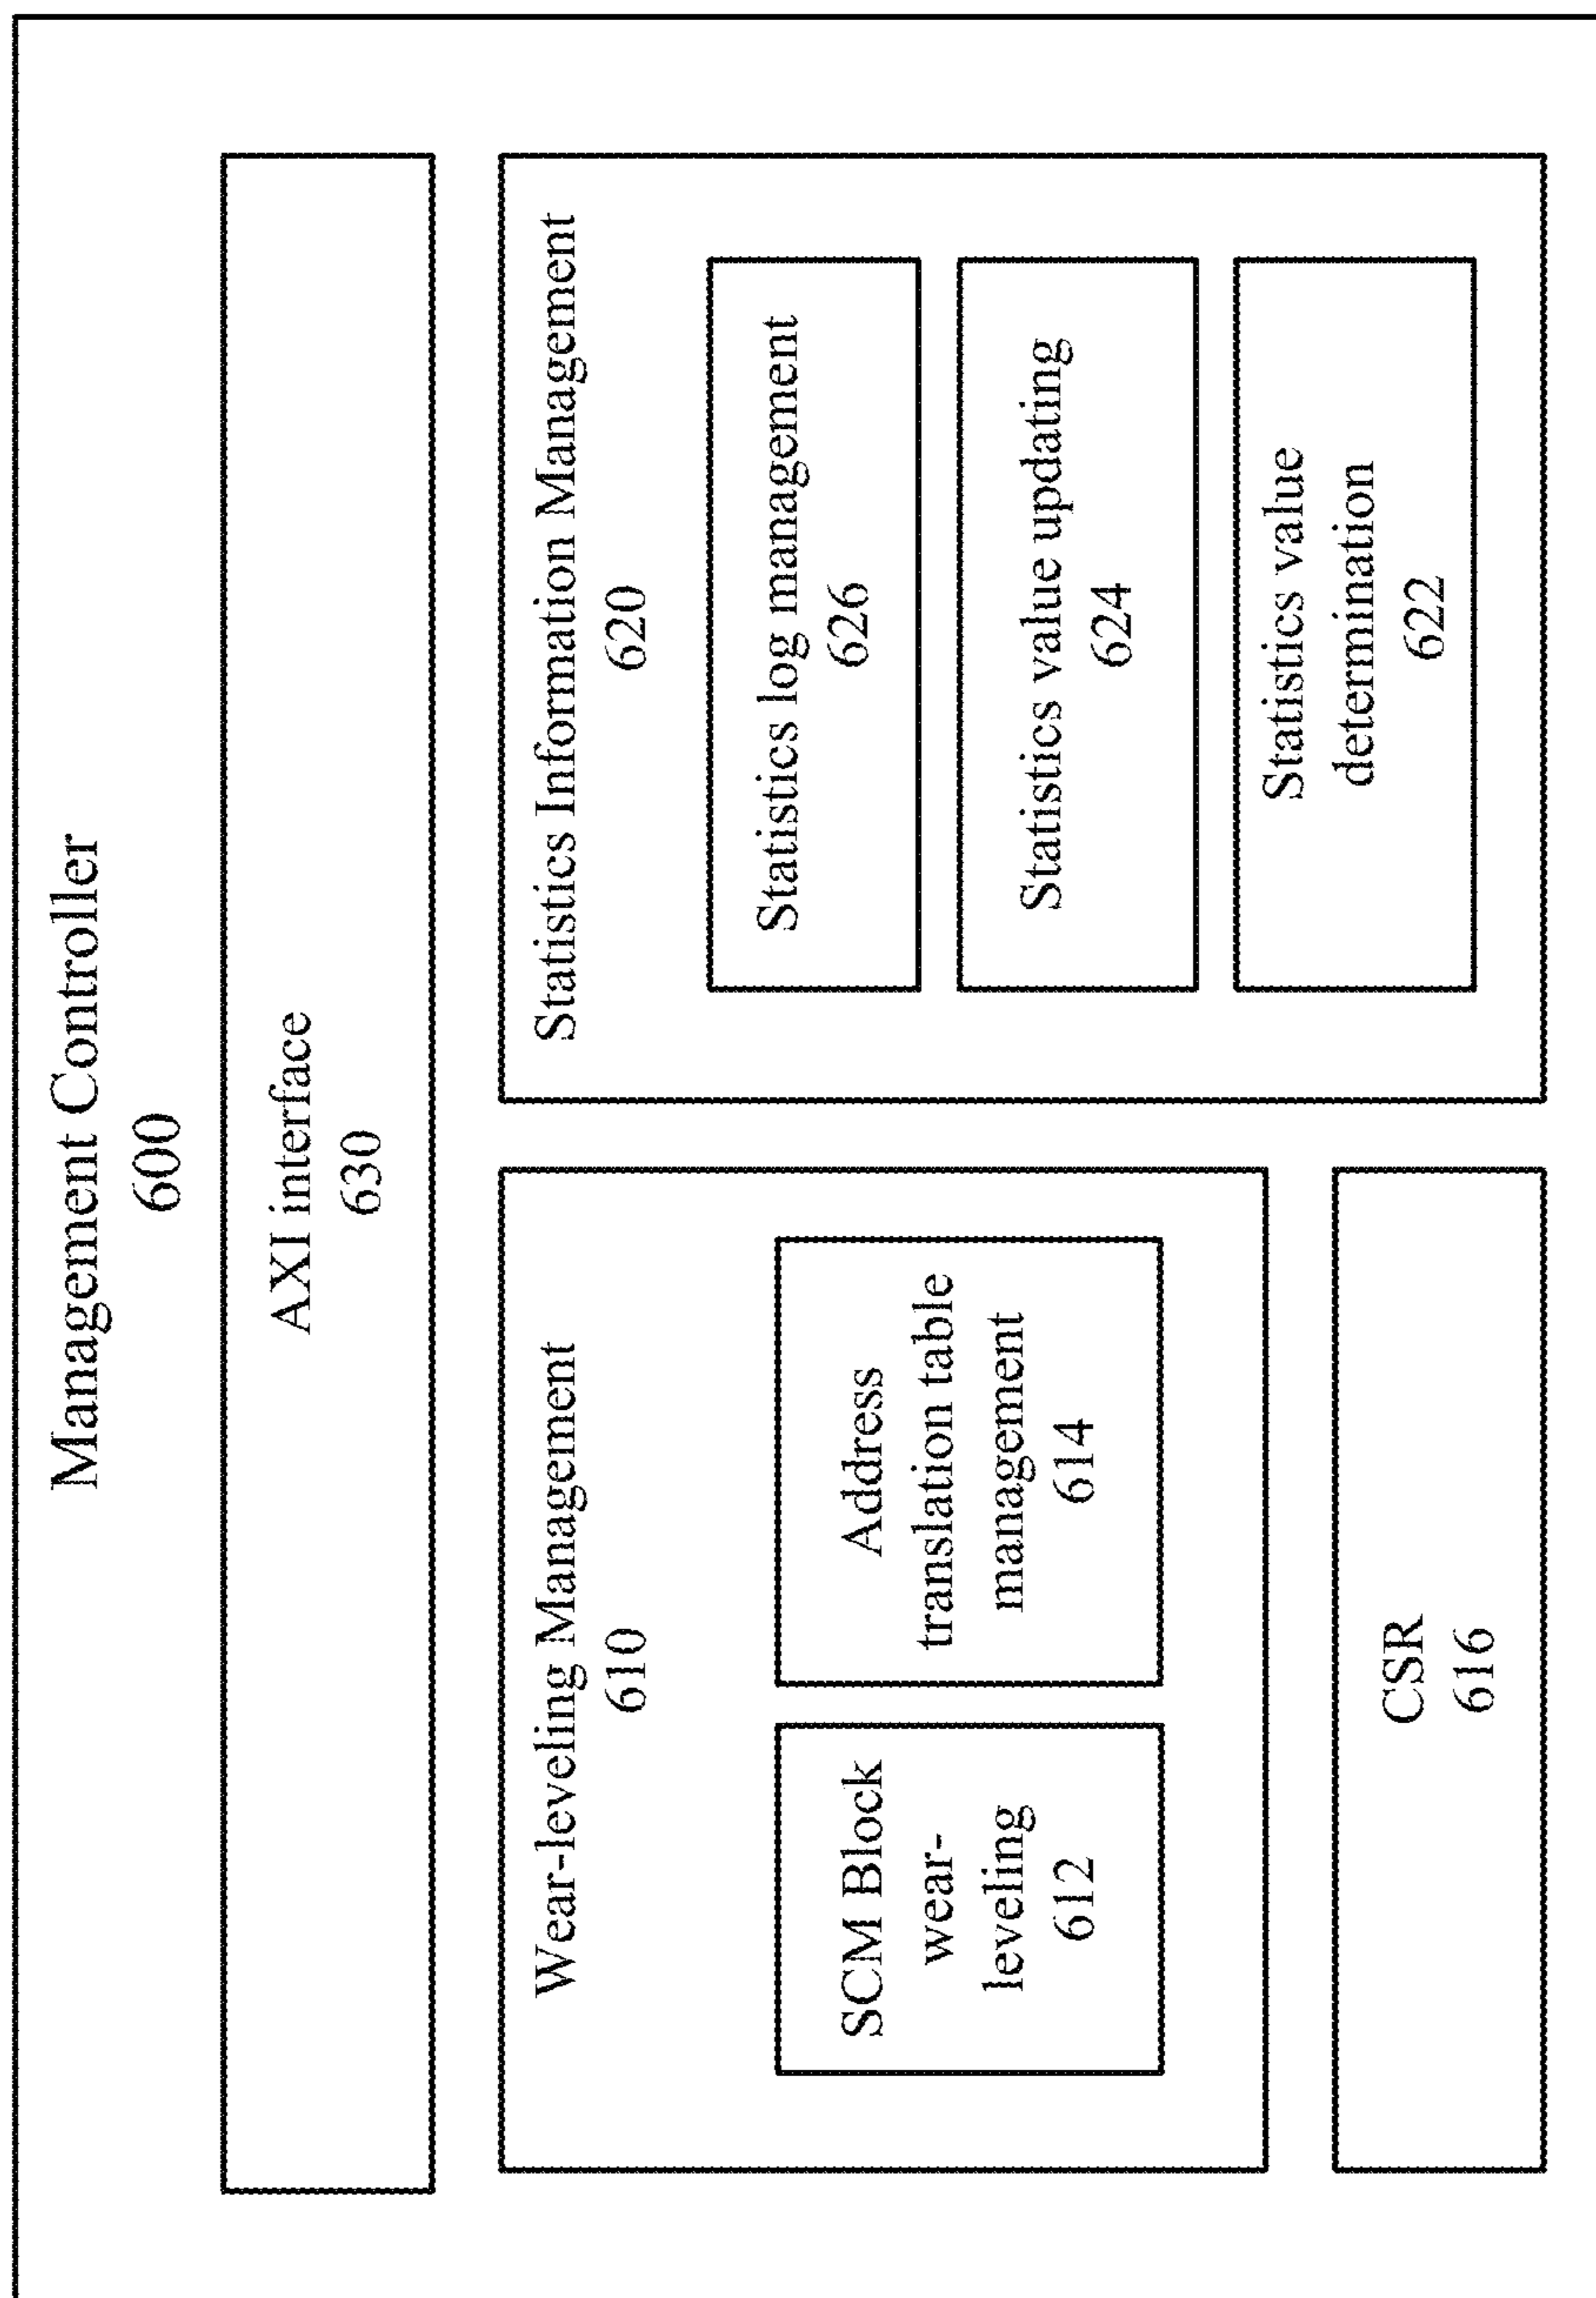 Management Controller
600
AXI interface
630
Wear-leveling Management
610
SCM Block
wear-
leveling
612
Address
translation table
management
614
CSR
616
Statistics Information Management
620
Statistics log management
626
Statistics value updating
624
Statistics value
determination
622